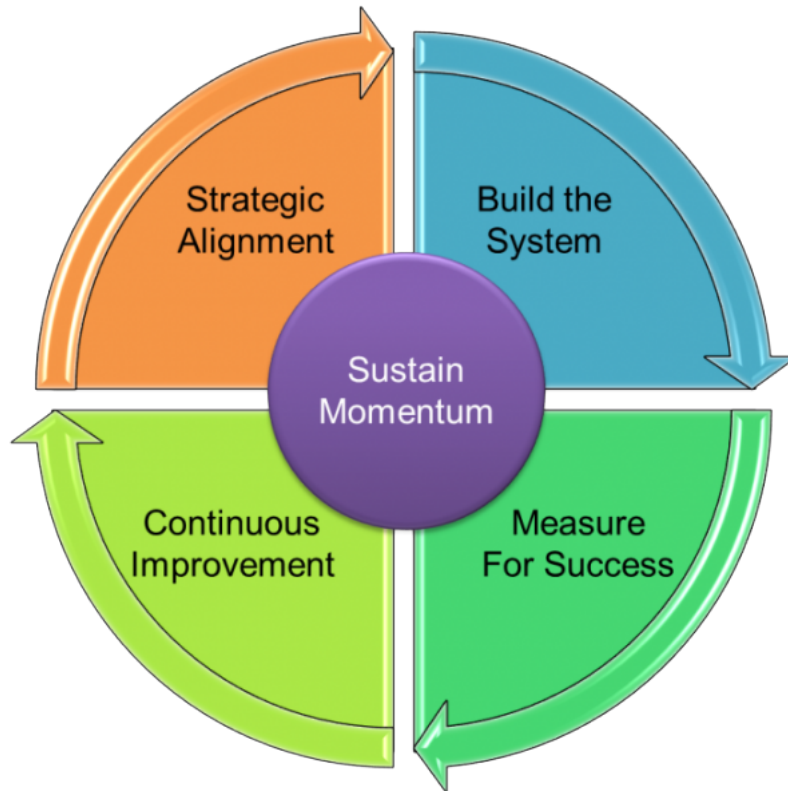 Strategic
Alignment
Build the
System
Sustain
Momentum
Continuous
Improvement
Measure
For Success